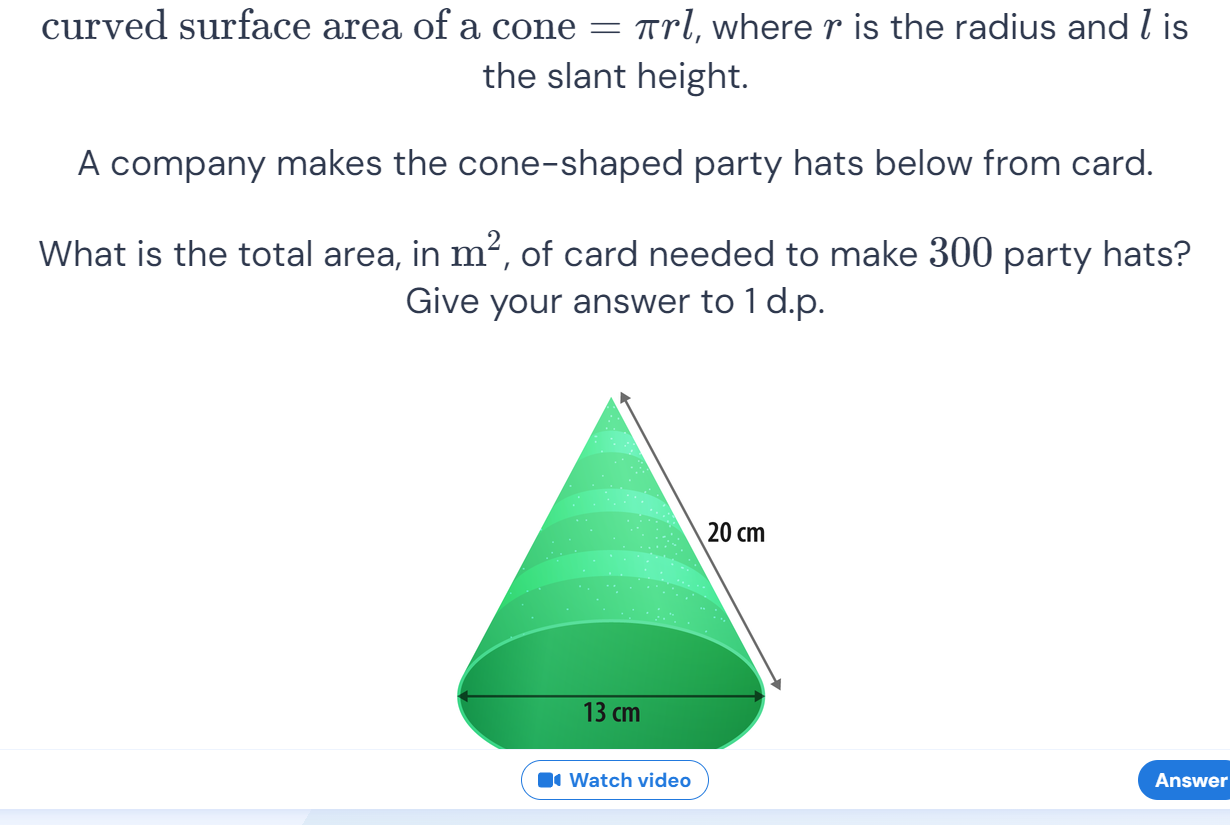 curved surface area of a cone = πrl, where r is the radius and l is
the slant height.
A company makes the cone-shaped party hats below from card.
What is the total area, in m², of card needed to make 300 party hats?
Give your answer to 1 d.p.
20 cm
13 cm
Watch video
Answer